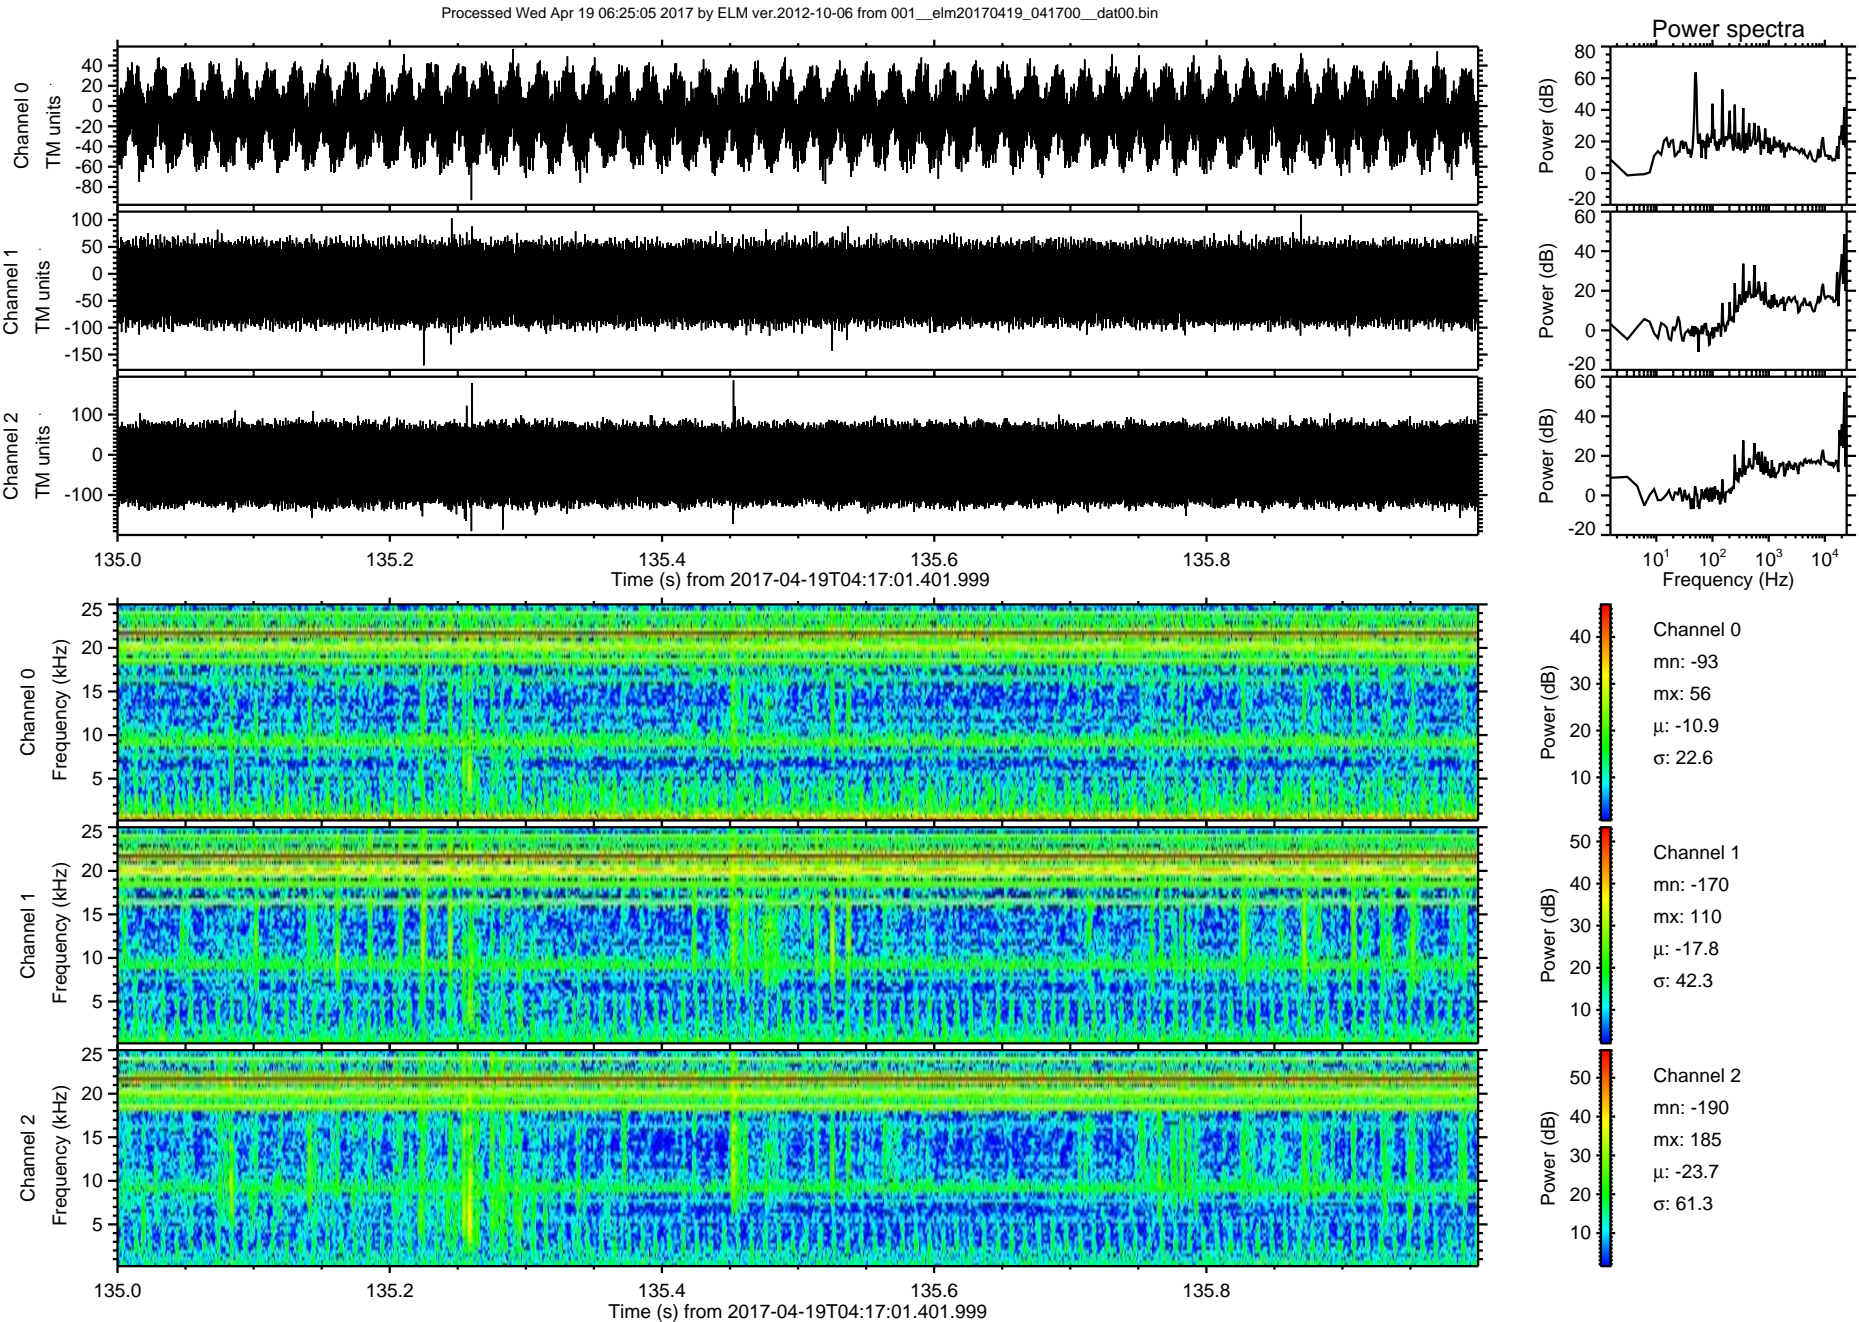 Processed Wed Apr 19 06:25:05 2017 by ELM ver.2012-10-06 from 001__elm20170419_041700__dat00.bin
Power spectra
Channel 0
TM units
40
20
0
-20
-40
-60
-80
Power (dB)
80
60
40
20
0
-20
Channel 1
TM units
100
50
0
-50
-100
-150
Power (dB)
60
40
20
0
-20
Channel 2
TM units
100
0
-100
Power (dB)
60
40
20
0
-20
135.0 135.2 135.4 135.6 135.8
Time (s) from 2017-04-19T04:17:01.401.999
10^1 10^2 10^3 10^4
Frequency (Hz)
Channel 0
Frequency (kHz)
25
20
15
10
5
Power (dB)
40
30
20
10
Channel 0
mn: -93
mx: 56
μ: -10.9
σ: 22.6
Channel 1
Frequency (kHz)
25
20
15
10
5
Power (dB)
50
40
30
20
10
Channel 1
mn: -170
mx: 110
μ: -17.8
σ: 42.3
Channel 2
Frequency (kHz)
25
20
15
10
5
Power (dB)
50
40
30
20
10
Channel 2
mn: -190
mx: 185
μ: -23.7
σ: 61.3
135.0 135.2 135.4 135.6 135.8
Time (s) from 2017-04-19T04:17:01.401.999